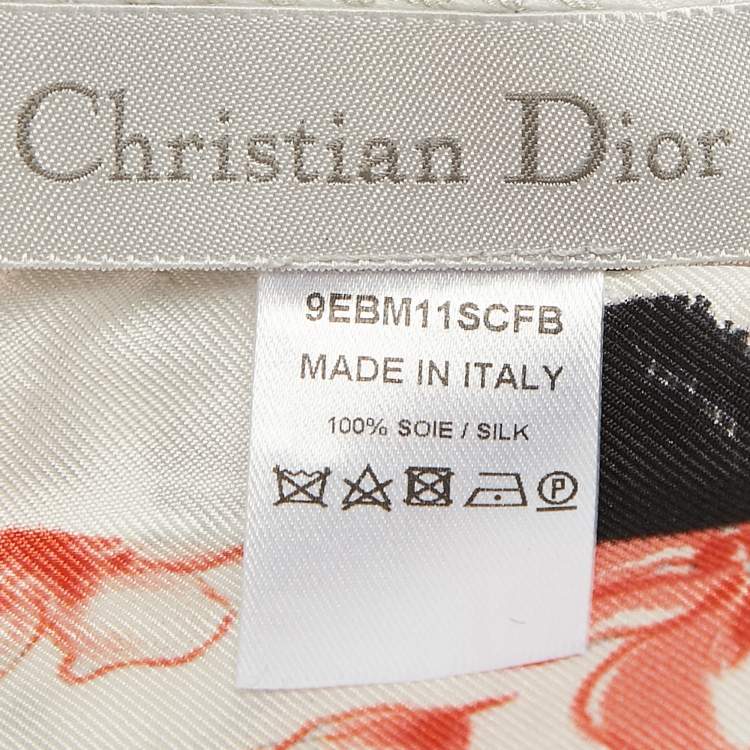 Christian Dior
9EBM11SCFB
MADE IN ITALY
100% SOIE / SILK
P